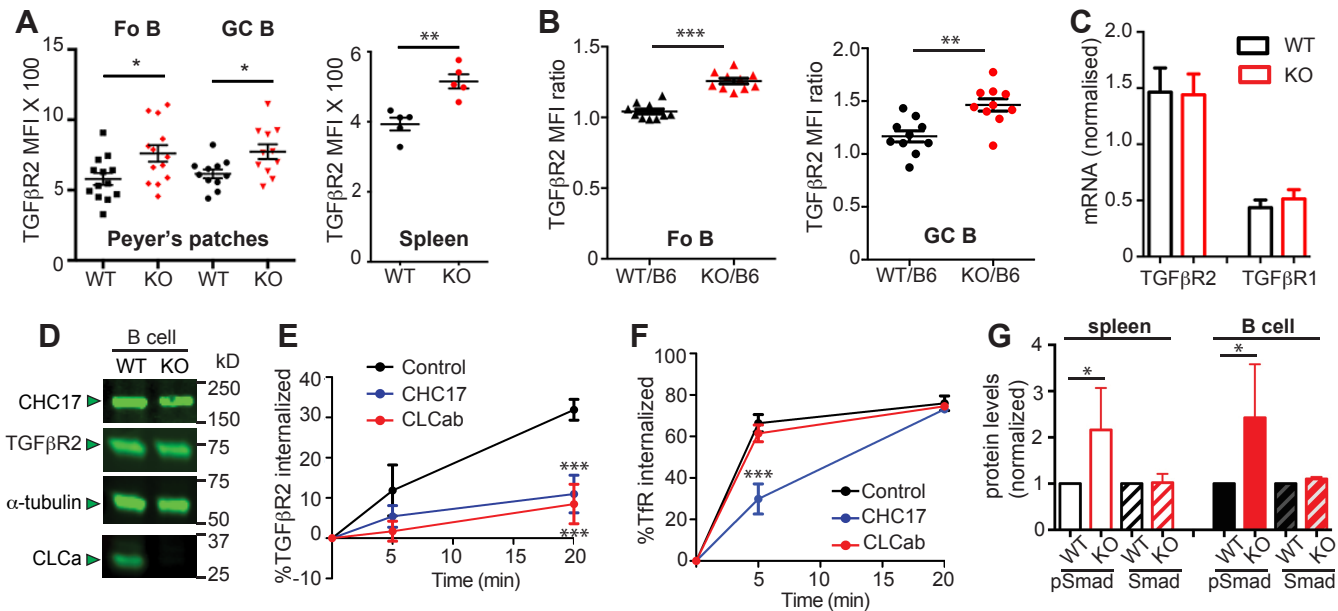 A
Fo B GC B
* * **
TGFβR2 MFI X 100
10
5
0
Peyer's patches
WT KO WT KO
TGFβR2 MFI X 100
6
4
2
0
Spleen
WT KO
B
***
TGFβR2 MFI ratio
1.5
1.0
0.5
Fo B
WT/B6 KO/B6
**
TGFβR2 MFI ratio
2.0
1.5
1.0
0.5
0
GC B
WT/B6 KO/B6
C
WT
KO
mRNA (normalised)
2.0
1.5
1.0
0.5
0
TGFβR2 TGFβR1
D
B cell
WT KO kD
CHC17 250
150
TGFβR2 75
α-tubulin 75
50
CLCa 37
25
E
Control
CHC17
CLCab
%TGFβR2 internalized
40
30
20
10
0
-10
***
***
5 10 15 20
Time (min)
F
%TfR internalized
100
80
60
40
20
0
***
Control
CHC17
CLCab
5 10 15 20
Time (min)
G
spleen B cell
* *
protein levels
(normalized)
4
3
2
1
0
WT KO WT KO WT KO WT KO
pSmad Smad pSmad Smad